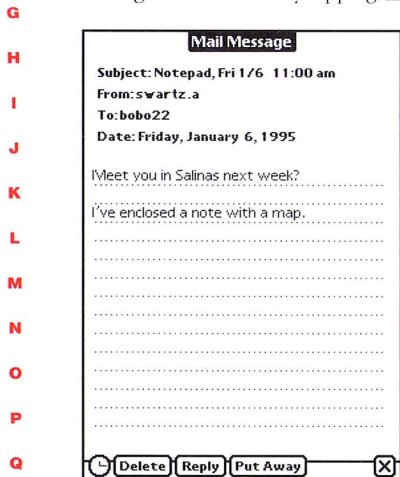 G
H
I
J
K
L
M
N
O
P
Q
Mail Message
Subject: Notepad, Fri 1/6 11:00 am
From: swartz.a
To: bobo22
Date: Friday, January 6, 1995
Meet you in Salinas next week?
I've enclosed a note with a map.
Delete Reply Put Away